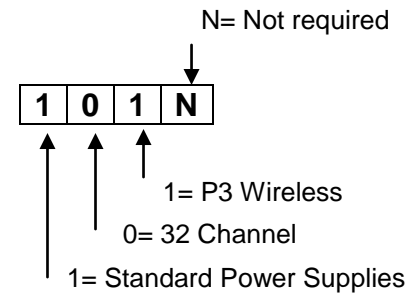 N= Not required
1 0 1 N
1= P3 Wireless
0= 32 Channel
1= Standard Power Supplies